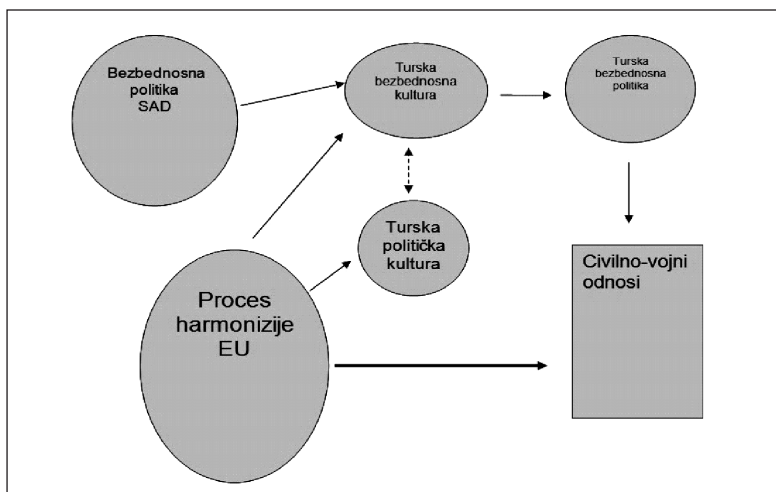 Bezbednosna
politika
SAD
Turska
bezbednosna
kultura
Turska
bezbednosna
politika
Turska
politička
kultura
Civilno-vojni
odnosi
Proces
harmonizije
EU